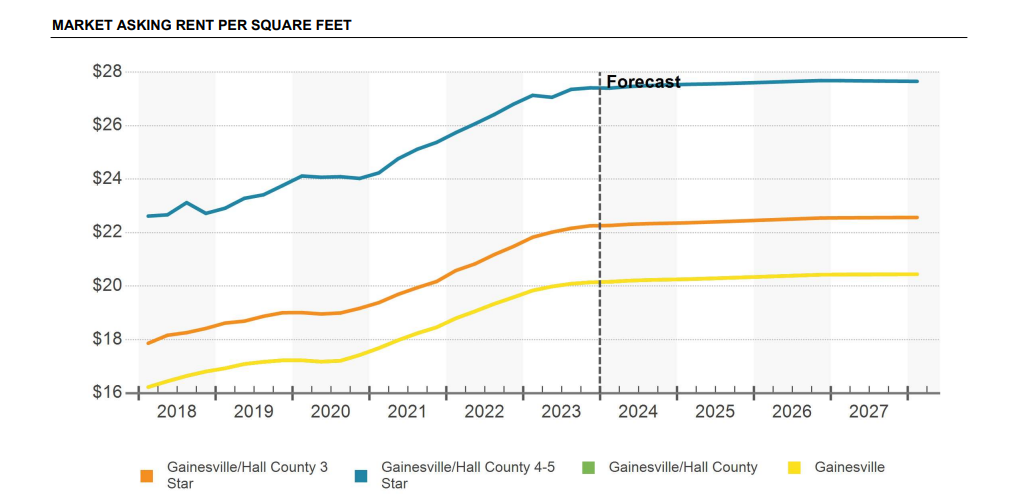 MARKET ASKING RENT PER SQUARE FEET
$28
Forecast
$26
$24
$22
$20
$18
$16
2018 2019 2020 2021 2022 2023 2024 2025 2026 2027
Gainesville/Hall County 3 Star
Gainesville/Hall County 4-5 Star
Gainesville/Hall County
Gainesville